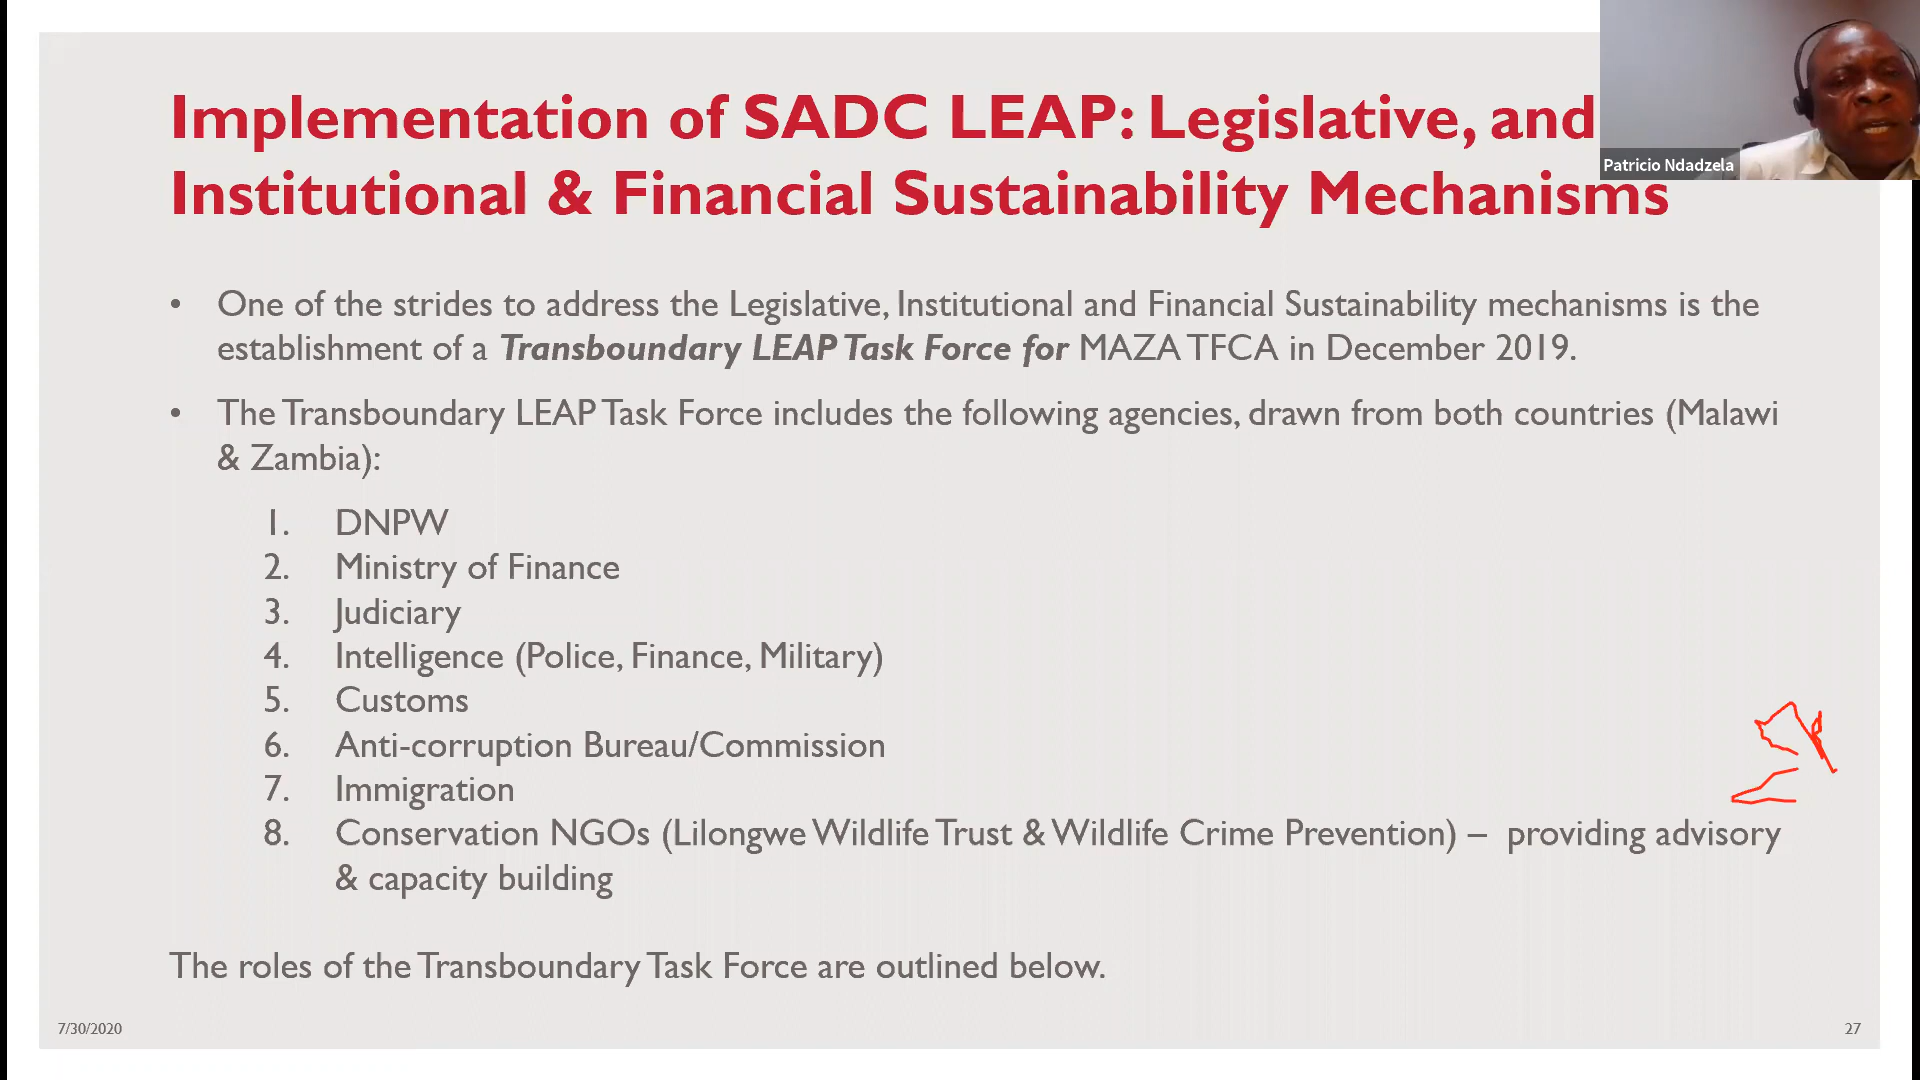 Implementation of SADC LEAP: Legislative, and
Institutional & Financial Sustainability Mechanisms
Patricio Ndadzela
• One of the strides to address the Legislative, Institutional and Financial Sustainability mechanisms is the
establishment of a Transboundary LEAP Task Force for MAZA TFCA in December 2019.
• The Transboundary LEAP Task Force includes the following agencies, drawn from both countries (Malawi
& Zambia):
1. DNPW
2. Ministry of Finance
3. Judiciary
4. Intelligence (Police, Finance, Military)
5. Customs
6. Anti-corruption Bureau/Commission
7. Immigration
8. Conservation NGOs (Lilongwe Wildlife Trust & Wildlife Crime Prevention) – providing advisory
& capacity building
The roles of the Transboundary Task Force are outlined below.
7/30/2020
27